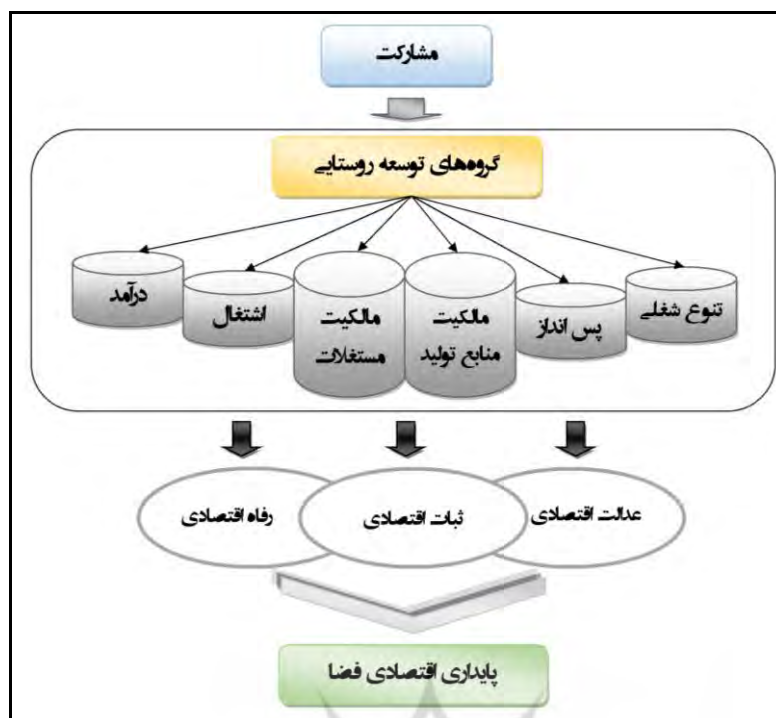 مشارکت
گروه‌های توسعه روستایی
تنوع شغلی
پس انداز
مالکیت
منابع تولید
مالکیت
مستغلات
اشتغال
درآمد
عدالت اقتصادی
ثبات اقتصادی
رفاه اقتصادی
پایداری اقتصادی فضا